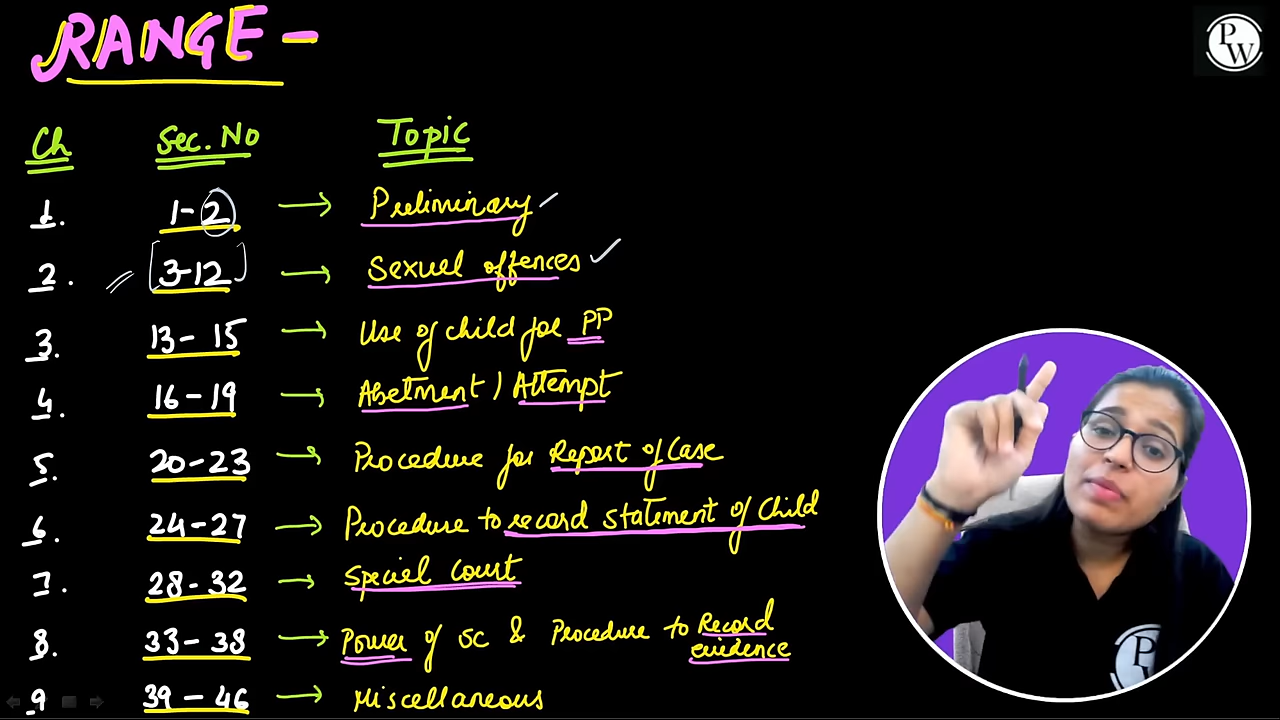 RANGE -
PW
Ch Sec. No Topic
1. 1-2 → Preliminary
2. 3-12 → Sexual offences
3. 13-15 → Use of child for PP
4. 16-19 → Abetment / Attempt
5. 20-23 → Procedure for Report of Case
6. 24-27 → Procedure to record statement of Child
7. 28-32 → Special Court
8. 33-38 → Power of SC & Procedure to Record evidence
9 39-46 → Miscellaneous
PW